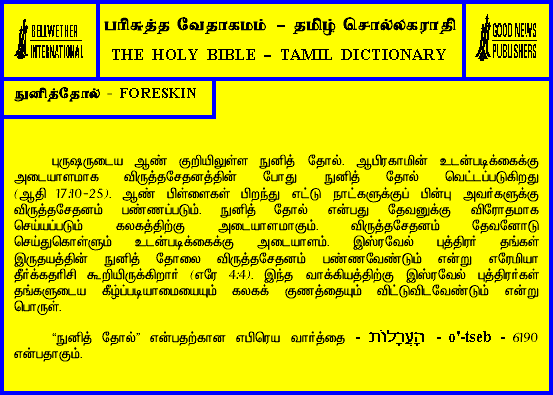 BELLWETHER
INTERNATIONAL
பரிசுத்த வேதாகமம் – தமிழ் சொல்லகராதி
THE HOLY BIBLE – TAMIL DICTIONARY
GOOD NEWS
PUBLISHERS
நுனித்தோல் - FORESKIN
புருஷருடைய ஆண் குறியிலுள்ள நுனித் தோல். ஆபிரகாமின் உடன்படிக்கைக்கு
அடையாளமாக விருத்தசேதனத்தின் போது நுனித் தோல் வெட்டப்படுகிறது
(ஆதி 17:10-25). ஆண் பிள்ளைகள் பிறந்து எட்டு நாட்களுக்குப் பின்பு அவர்களுக்கு
விருத்தசேதனம் பண்ணப்படும். நுனித் தோல் என்பது தேவனுக்கு விரோதமாக
செய்யப்படும் கலகத்திற்கு அடையாளமாகும். விருத்தசேதனம் தேவனோடு
செய்துகொள்ளும் உடன்படிக்கைக்கு அடையாளம். இஸ்ரவேல் புத்திரர் தங்கள்
இருதயத்தின் நுனித் தோலை விருத்தசேதனம் பண்ணவேண்டும் என்று எரேமியா
தீர்க்கதரிசி கூறியிருக்கிறார் (எரே 4:4). இந்த வாக்கியத்திற்கு இஸ்ரவேல் புத்திரர்கள்
தங்களுடைய கீழ்ப்படியாமையையும் கலகக் குணத்தையும் விட்டுவிடவேண்டும் என்று
பொருள்.
“நுனித் தோல்” என்பதற்கான எபிரெய வார்த்தை - הָעֲרָלוֹת - o'-tseb - 6190
என்பதாகும்.